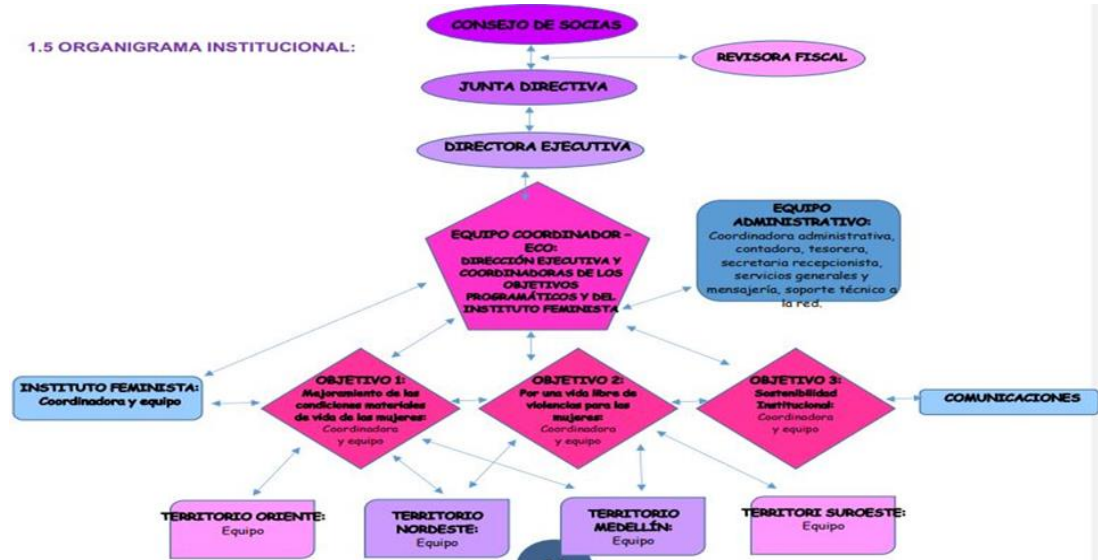 CONSEJO DE SOCIAS
1.5 ORGANIGRAMA INSTITUCIONAL:
REVISORA FISCAL
JUNTA DIRECTIVA
DIRECTORA EJECUTIVA
EQUIPO COORDINADOR –
ECO:
DIRECCIÓN EJECUTIVA Y
COORDINADORAS DE LOS
OBJETIVOS
PROGRAMÁTICOS Y DEL
INSTITUTO FEMINISTA
EQUIPO
ADMINISTRATIVO:
Coordinadora administrativa,
contadora, tesorera,
secretaria recepcionista,
servicios generales y
mensajería, soporte técnico a
la red.
INSTITUTO FEMINISTA:
Coordinadora y equipo
OBJETIVO 1:
Mejoramiento de las
condiciones materiales
de vida de las mujeres:
Coordinadora
y equipo
OBJETIVO 2:
Por una vida libre de
violencias para las
mujeres:
Coordinadora
y equipo
OBJETIVO 3:
Sostenibilidad
Institucional:
Coordinadora
y equipo
COMUNICACIONES
TERRITORIO ORIENTE:
Equipo
TERRITORIO
NORDESTE:
Equipo
TERRITORIO
MEDELLÍN:
Equipo
TERRITORI SUROESTE:
Equipo